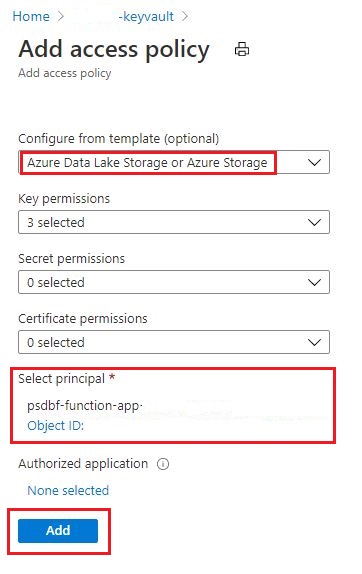 Home > -keyvault >
Add access policy
Add access policy
Configure from template (optional)
Azure Data Lake Storage or Azure Storage
Key permissions
3 selected
Secret permissions
0 selected
Certificate permissions
0 selected
Select principal *
psdbf-function-app-
Object ID:
Authorized application
None selected
Add